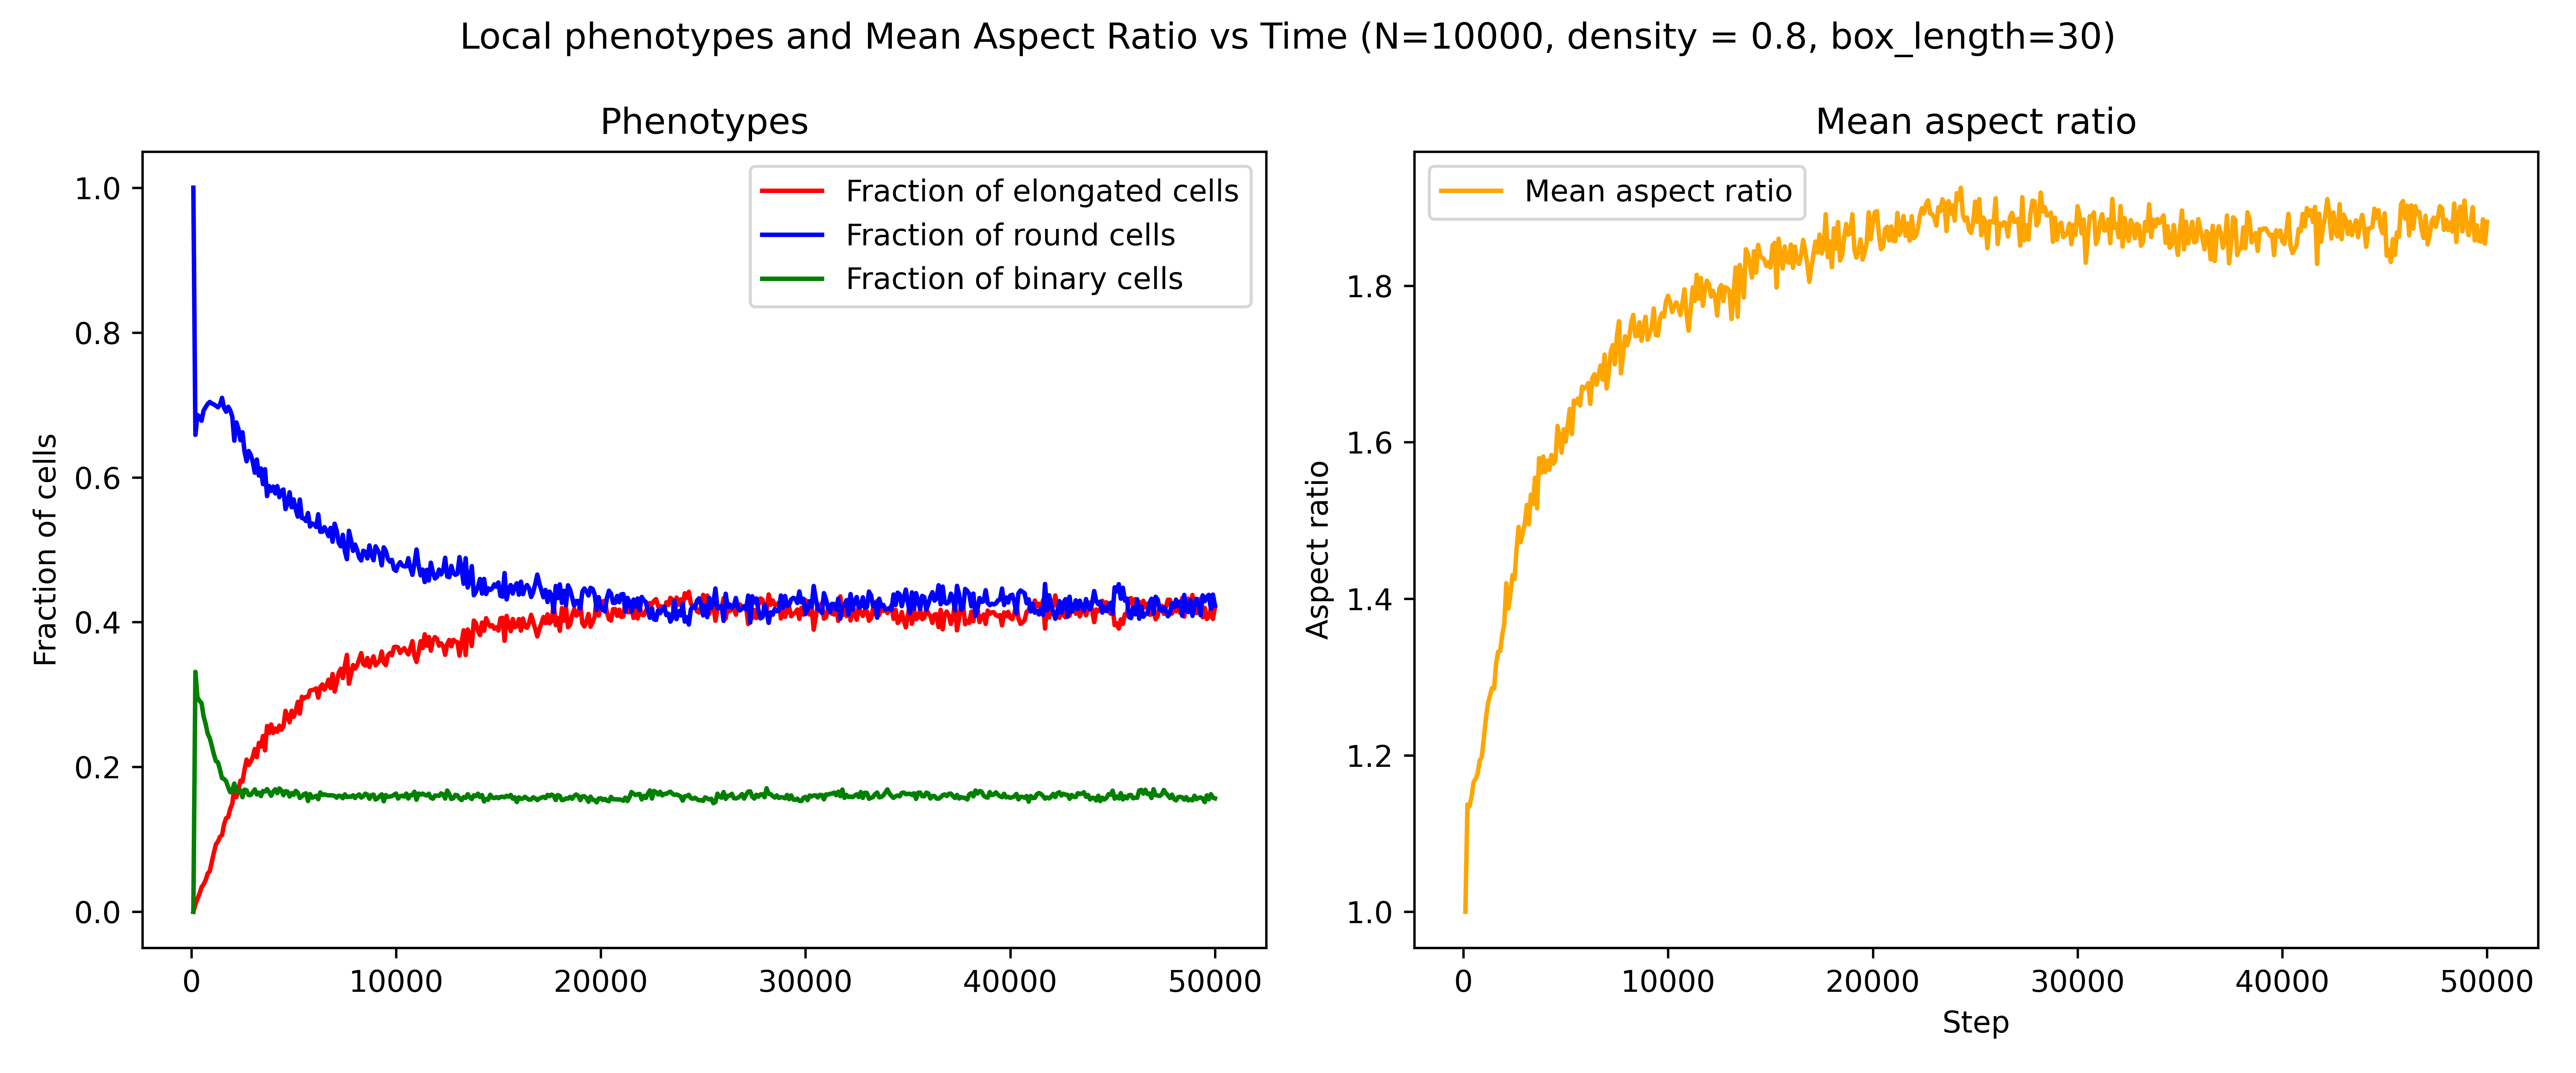 Local phenotypes and Mean Aspect Ratio vs Time (N=10000, density = 0.8, box_length=30)
Phenotypes
Fraction of cells
1.0
0.8
0.6
0.4
0.2
0.0
Fraction of elongated cells
Fraction of round cells
Fraction of binary cells
0 10000 20000 30000 40000 50000
Mean aspect ratio
Aspect ratio
1.8
1.6
1.4
1.2
1.0
Mean aspect ratio
0 10000 20000 30000 40000 50000
Step